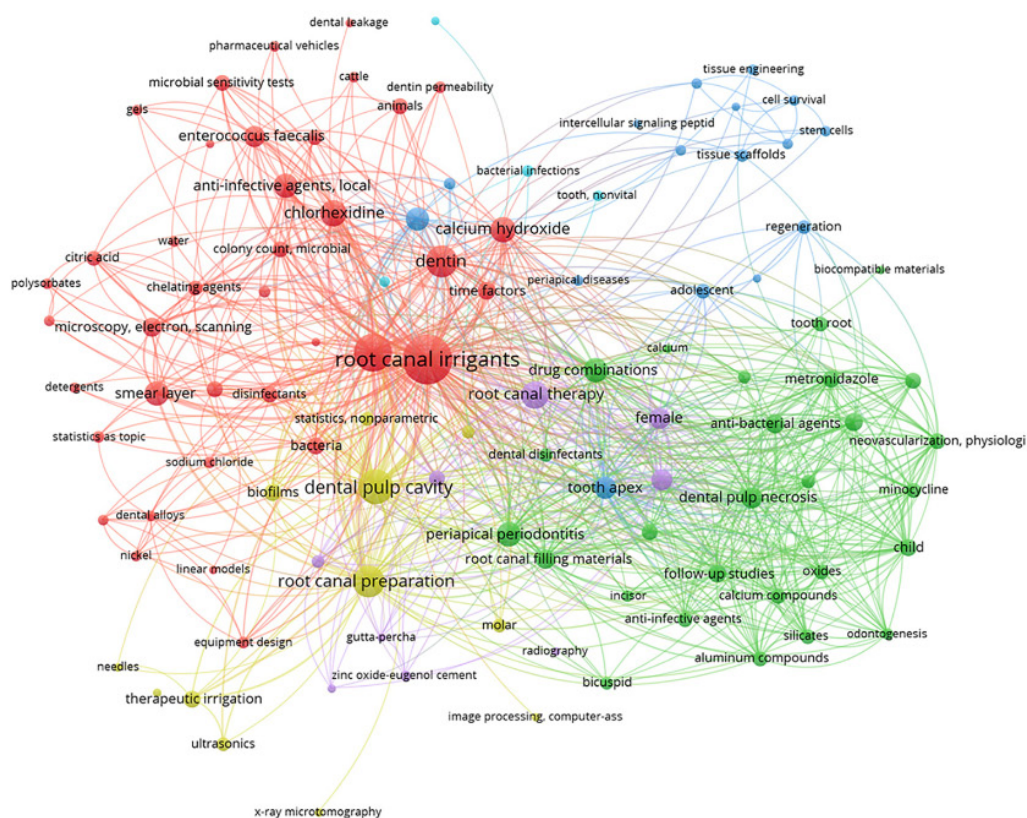 dental leakage
pharmaceutical vehicles
tissue engineering
microbial sensitivity tests
cattle
dentin permeability
cell survival
gels
animals
intercellular signaling peptid
stem cells
enterococcus faecalis
tissue scaffolds
bacterial infections
anti-infective agents, local
tooth, nonvital
chlorhexidine
calcium hydroxide
regeneration
water
colony count, microbial
citric acid
dentin
biocompatible materials
polysorbates
chelating agents
time factors
periapical diseases
adolescent
microscopy, electron, scanning
tooth root
root canal irrigants
calcium
drug combinations
metronidazole
detergents
smear layer
disinfectants
root canal therapy
statistics, nonparametric
female
anti-bacterial agents
statistics as topic
bacteria
neovascularization, physiologi
sodium chloride
dental disinfectants
biofilms
dental pulp cavity
tooth apex
dental pulp necrosis
minocycline
dental alloys
periapical periodontitis
child
nickel
linear models
root canal filling materials
root canal preparation
follow-up studies
oxides
incisor
calcium compounds
anti-infective agents
molar
equipment design
gutta-percha
silicates
odontogenesis
radiography
aluminum compounds
needles
zinc oxide-eugenol cement
bicuspid
therapeutic irrigation
image processing, computer-ass
ultrasonics
x-ray microtomography